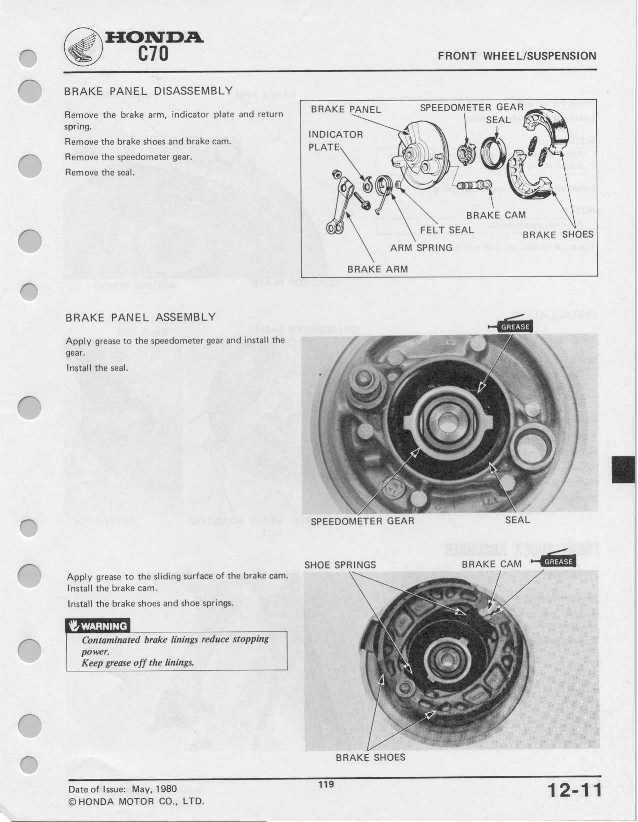 HONDA
C70
FRONT WHEEL/SUSPENSION
BRAKE PANEL DISASSEMBLY
Remove the brake arm, indicator plate and return
spring.
Remove the brake shoes and brake cam.
Remove the speedometer gear.
Remove the seal.
BRAKE PANEL
SPEEDOMETER GEAR
SEAL
INDICATOR
PLATE
BRAKE CAM
FELT SEAL
BRAKE SHOES
ARM SPRING
BRAKE ARM
BRAKE PANEL ASSEMBLY
Apply grease to the speedometer gear and install the
gear.
Install the seal.
GREASE
SPEEDOMETER GEAR
SEAL
Apply grease to the sliding surface of the brake cam.
Install the brake cam.
Install the brake shoes and shoe springs.
WARNING
Contaminated brake linings reduce stopping
power.
Keep grease off the linings.
SHOE SPRINGS
BRAKE CAM
GREASE
BRAKE SHOES
Date of Issue: May, 1980
© HONDA MOTOR CO., LTD.
119
12-11